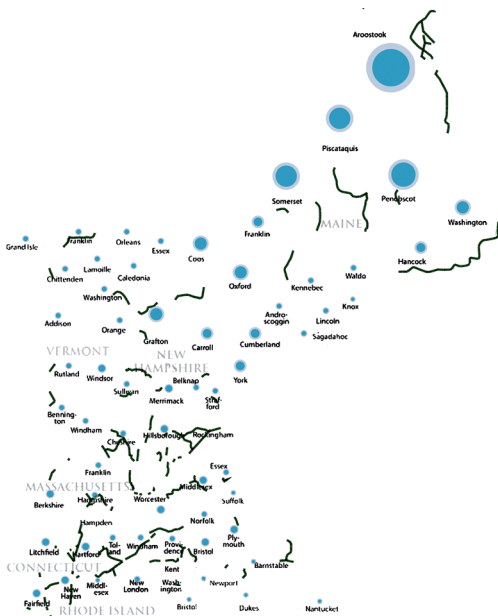 Aroostook
Piscataquis
Somerset
Penobscot
MAINE
Washington
Franklin
Grand Isle
Franklin
Orleans
Essex
Coos
Hancock
Chittenden
Lamoille
Caledonia
Oxford
Waldo
Kennebec
Washington
Knox
Addison
Orange
Grafton
Andro-
scoggin
Lincoln
Carroll
Cumberland
Sagadahoc
VERMONT
NEW
HAMPSHIRE
Rutland
Windsor
Belknap
York
Sullivan
Merrimack
Straf-
ford
Benning-
ton
Windham
Cheshire
Hillsborough
Rockingham
Franklin
Essex
MASSACHUSETTS
Middlesex
Berkshire
Hampshire
Worcester
Suffolk
Hampden
Norfolk
Litchfield
Hartford
Tol-
land
Windham
Provi-
dence
Bristol
Ply-
mouth
CONNECTICUT
Kent
Barnstable
Fairfield
New
Haven
Middl-
esex
New
London
Wash-
ington
Newport
RHODE ISLAND
Bristol
Dukes
Nantucket